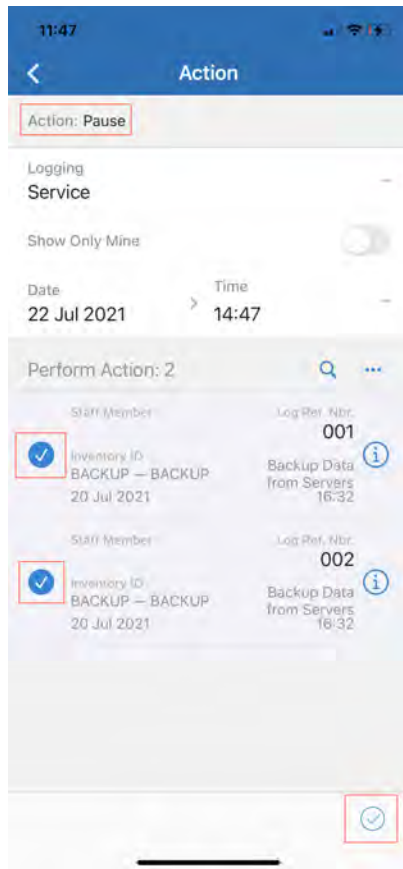 11:47
Action
Action: Pause
Logging
Service
Show Only Mine
Date
Time
22 Jul 2021
14:47
Perform Action: 2
Staff Member
Log Ref. Nbr.
001
Inventory ID
BACKUP – BACKUP
20 Jul 2021
Backup Data
from Servers
16:32
Staff Member
Log Ref. Nbr.
002
Inventory ID
BACKUP – BACKUP
20 Jul 2021
Backup Data
from Servers
16:32